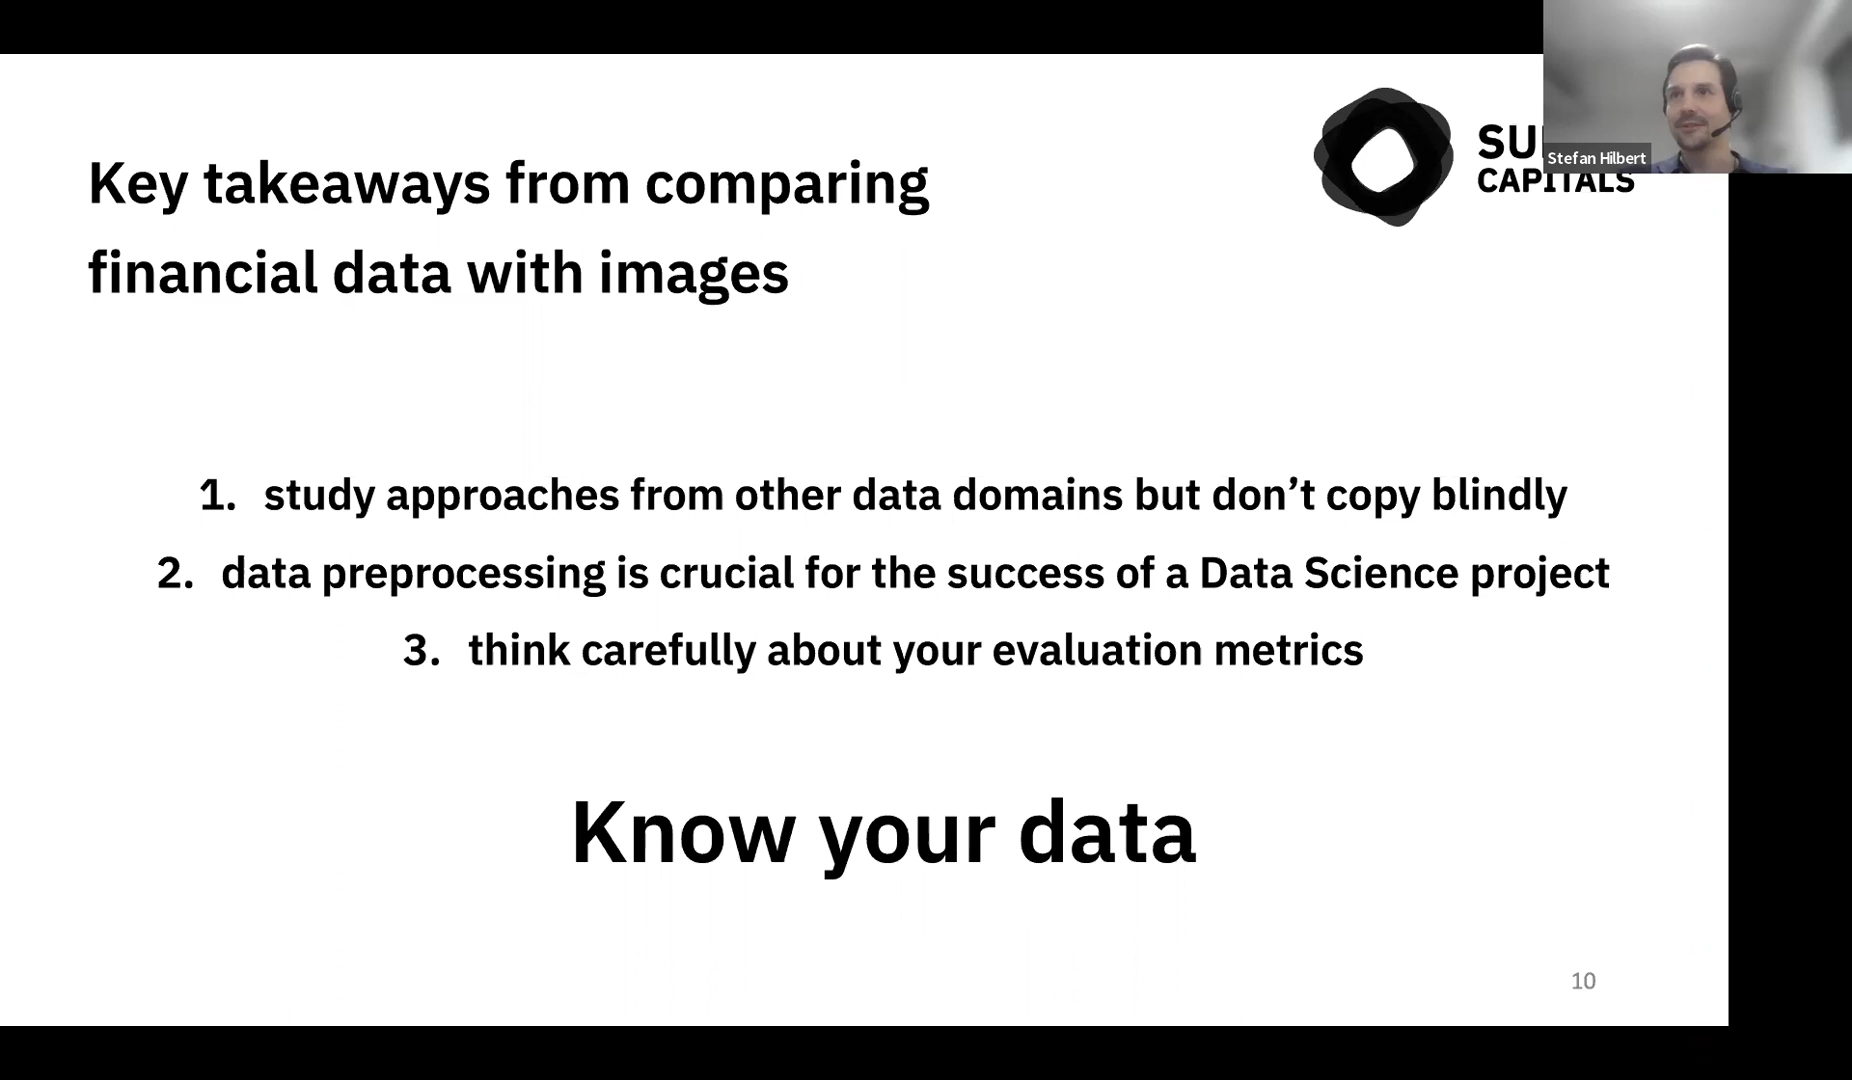 Key takeaways from comparing
financial data with images
CAPITALS
Stefan Hilbert
1. study approaches from other data domains but don’t copy blindly
2. data preprocessing is crucial for the success of a Data Science project
3. think carefully about your evaluation metrics
Know your data
10